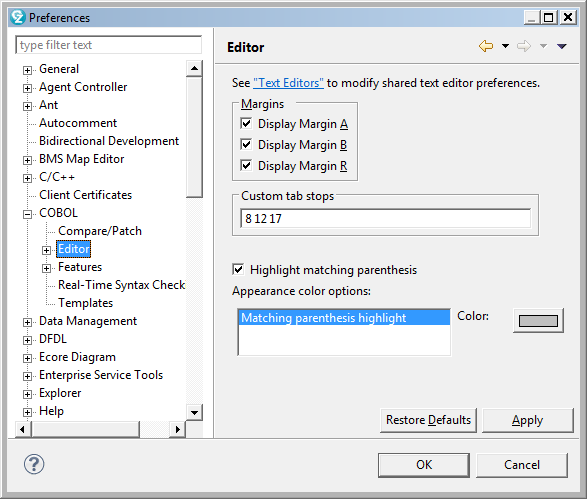 Preferences
type filter text
General
Agent Controller
Ant
Autocomment
Bidirectional Development
BMS Map Editor
C/C++
Client Certificates
COBOL
Compare/Patch
Editor
Features
Real-Time Syntax Check
Templates
Data Management
DFDL
Ecore Diagram
Enterprise Service Tools
Explorer
Help
Editor
See "Text Editors" to modify shared text editor preferences.
Margins
Display Margin A
Display Margin B
Display Margin R
Custom tab stops
8 12 17
Highlight matching parenthesis
Appearance color options:
Matching parenthesis highlight
Color:
Restore Defaults
Apply
OK
Cancel